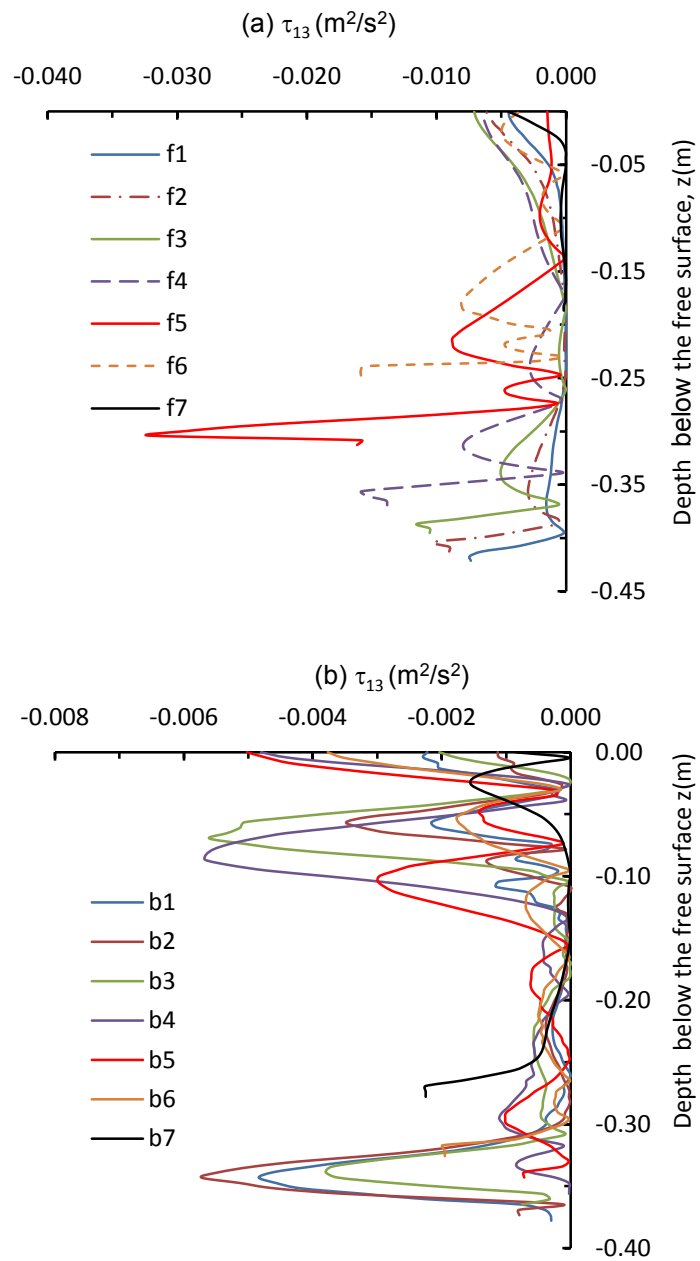 (a) τ13 (m²/s²)
-0.040 -0.030 -0.020 -0.010 0.000
f1
f2
f3
f4
f5
f6
f7
-0.05
-0.15
-0.25
-0.35
-0.45
Depth below the free surface, z(m)
(b) τ13 (m²/s²)
-0.008 -0.006 -0.004 -0.002 0.000
b1
b2
b3
b4
b5
b6
b7
0.00
-0.10
-0.20
-0.30
-0.40
Depth below the free surface z(m)